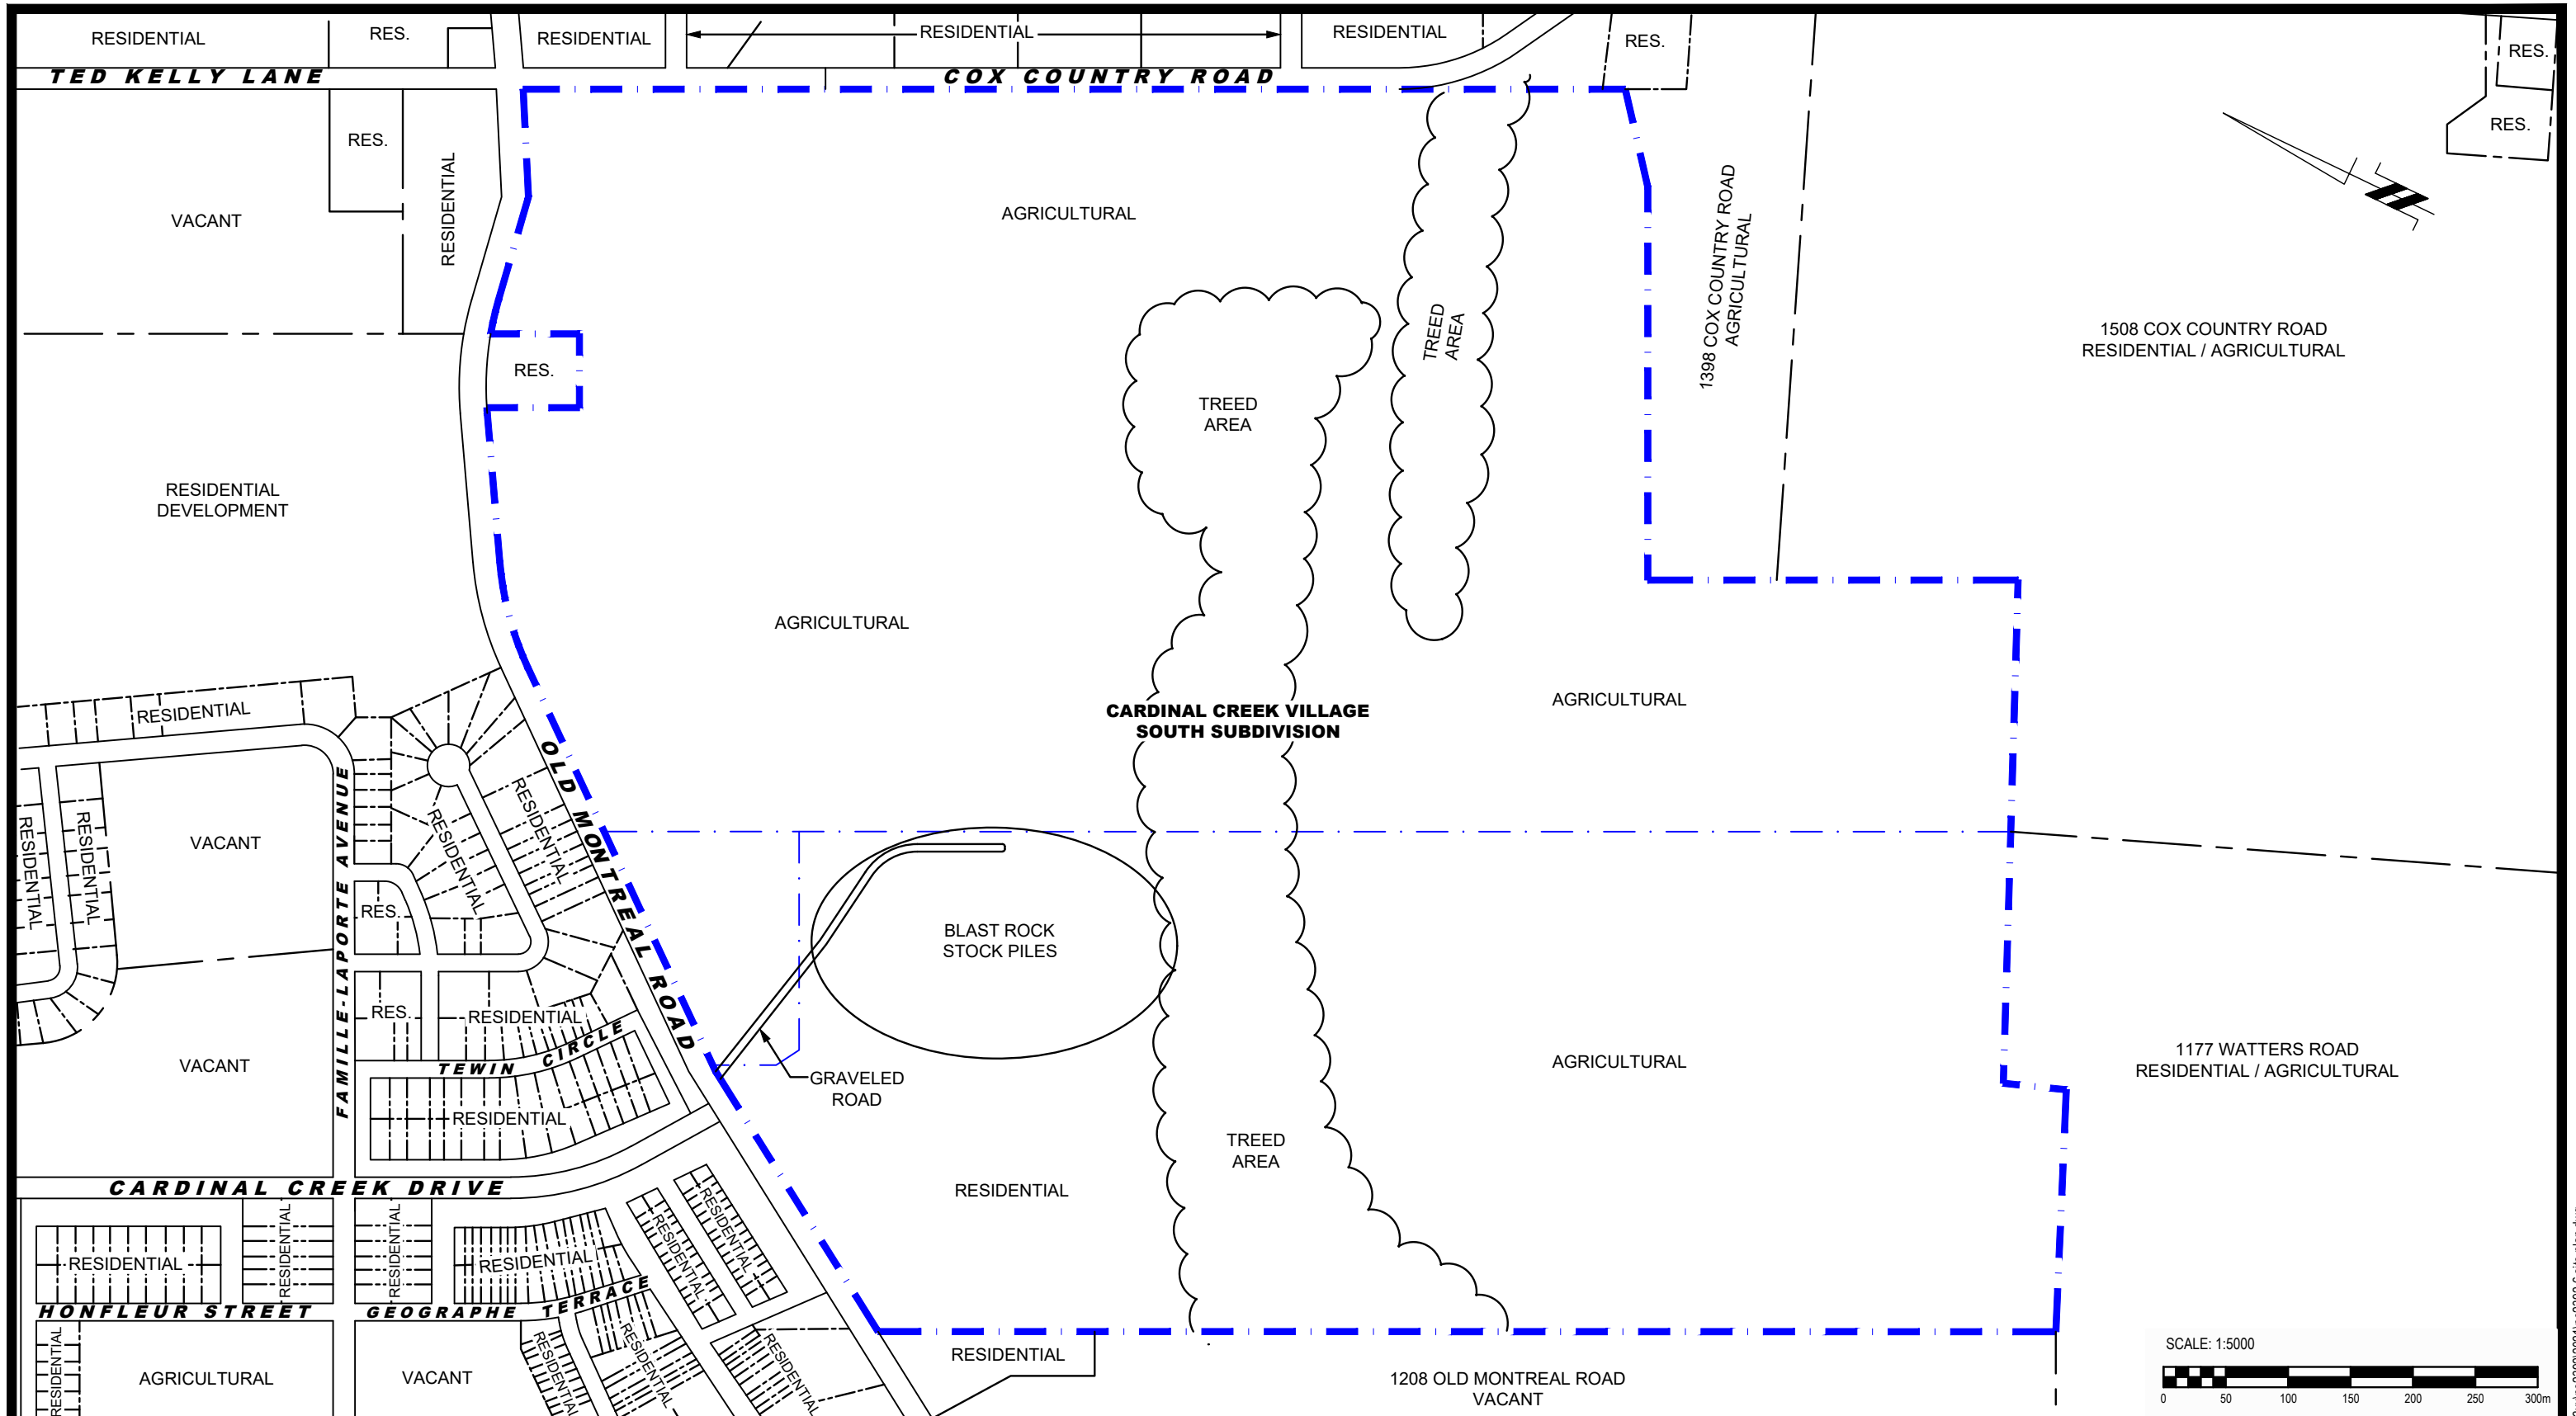 RESIDENTIAL
RES.
RESIDENTIAL
RESIDENTIAL
RESIDENTIAL
RES.
RES.
TED KELLY LANE
COX COUNTRY ROAD
RES.
RES.
RESIDENTIAL
VACANT
AGRICULTURAL
1398 COX COUNTRY ROAD
AGRICULTURAL
TREED
AREA
1508 COX COUNTRY ROAD
RESIDENTIAL / AGRICULTURAL
RES.
TREED
AREA
RESIDENTIAL
DEVELOPMENT
AGRICULTURAL
AGRICULTURAL
RESIDENTIAL
CARDINAL CREEK VILLAGE
SOUTH SUBDIVISION
OLD MONTREAL ROAD
FAMILLE-LAPORTE AVENUE
RESIDENTIAL
RESIDENTIAL
VACANT
RESIDENTIAL
RESIDENTIAL
RES.
BLAST ROCK
STOCK PILES
RES.
RESIDENTIAL
TEWIN CIRCLE
VACANT
GRAVELED
ROAD
AGRICULTURAL
1177 WATTERS ROAD
RESIDENTIAL / AGRICULTURAL
RESIDENTIAL
TREED
AREA
CARDINAL CREEK DRIVE
RESIDENTIAL
RESIDENTIAL
RESIDENTIAL
RESIDENTIAL
RESIDENTIAL
RESIDENTIAL
RESIDENTIAL
HONFLEUR STREET
GEOGRAPHE TERRACE
RESIDENTIAL
AGRICULTURAL
VACANT
RESIDENTIAL
RESIDENTIAL
RESIDENTIAL
RESIDENTIAL
1208 OLD MONTREAL ROAD
VACANT
SCALE: 1:5000
0 50 100 150 200 250 300m